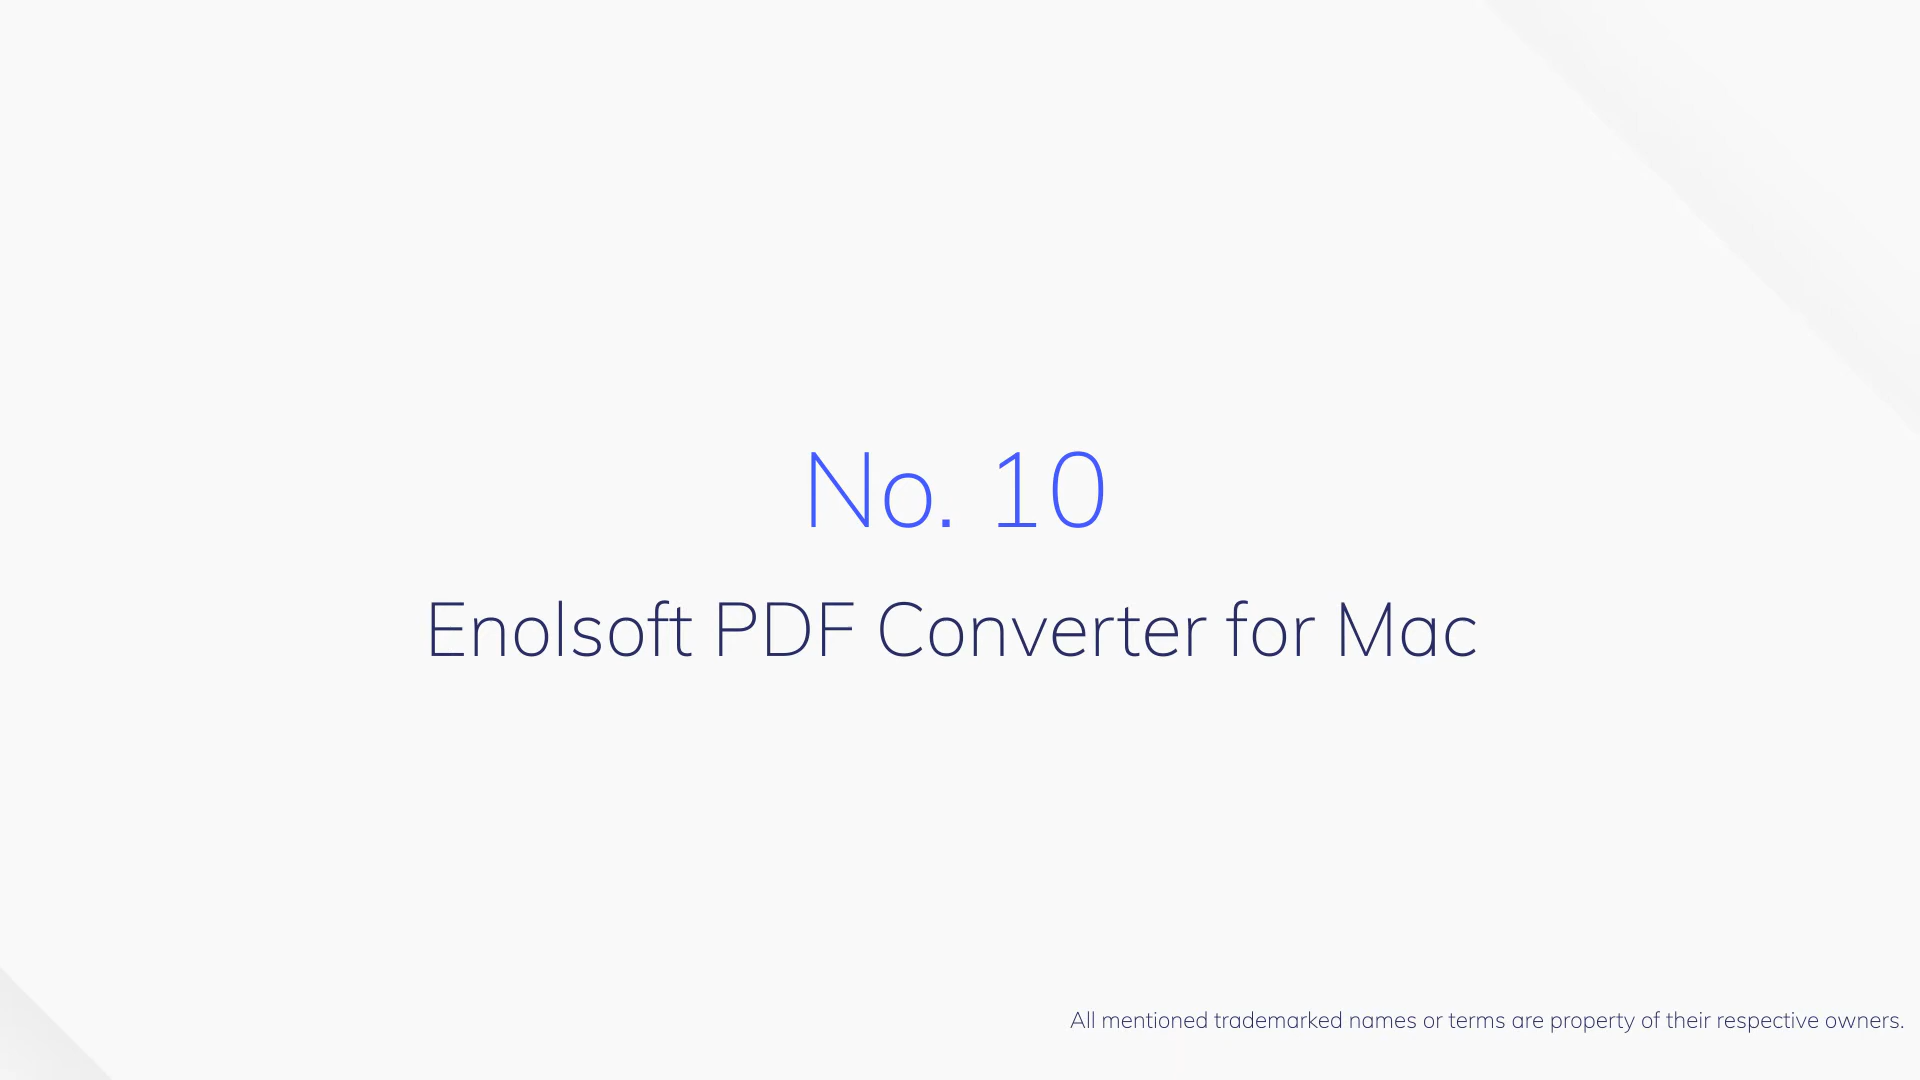 No. 10
Enolsoft PDF Converter for Mac
All mentioned trademarked names or terms are property of their respective owners.